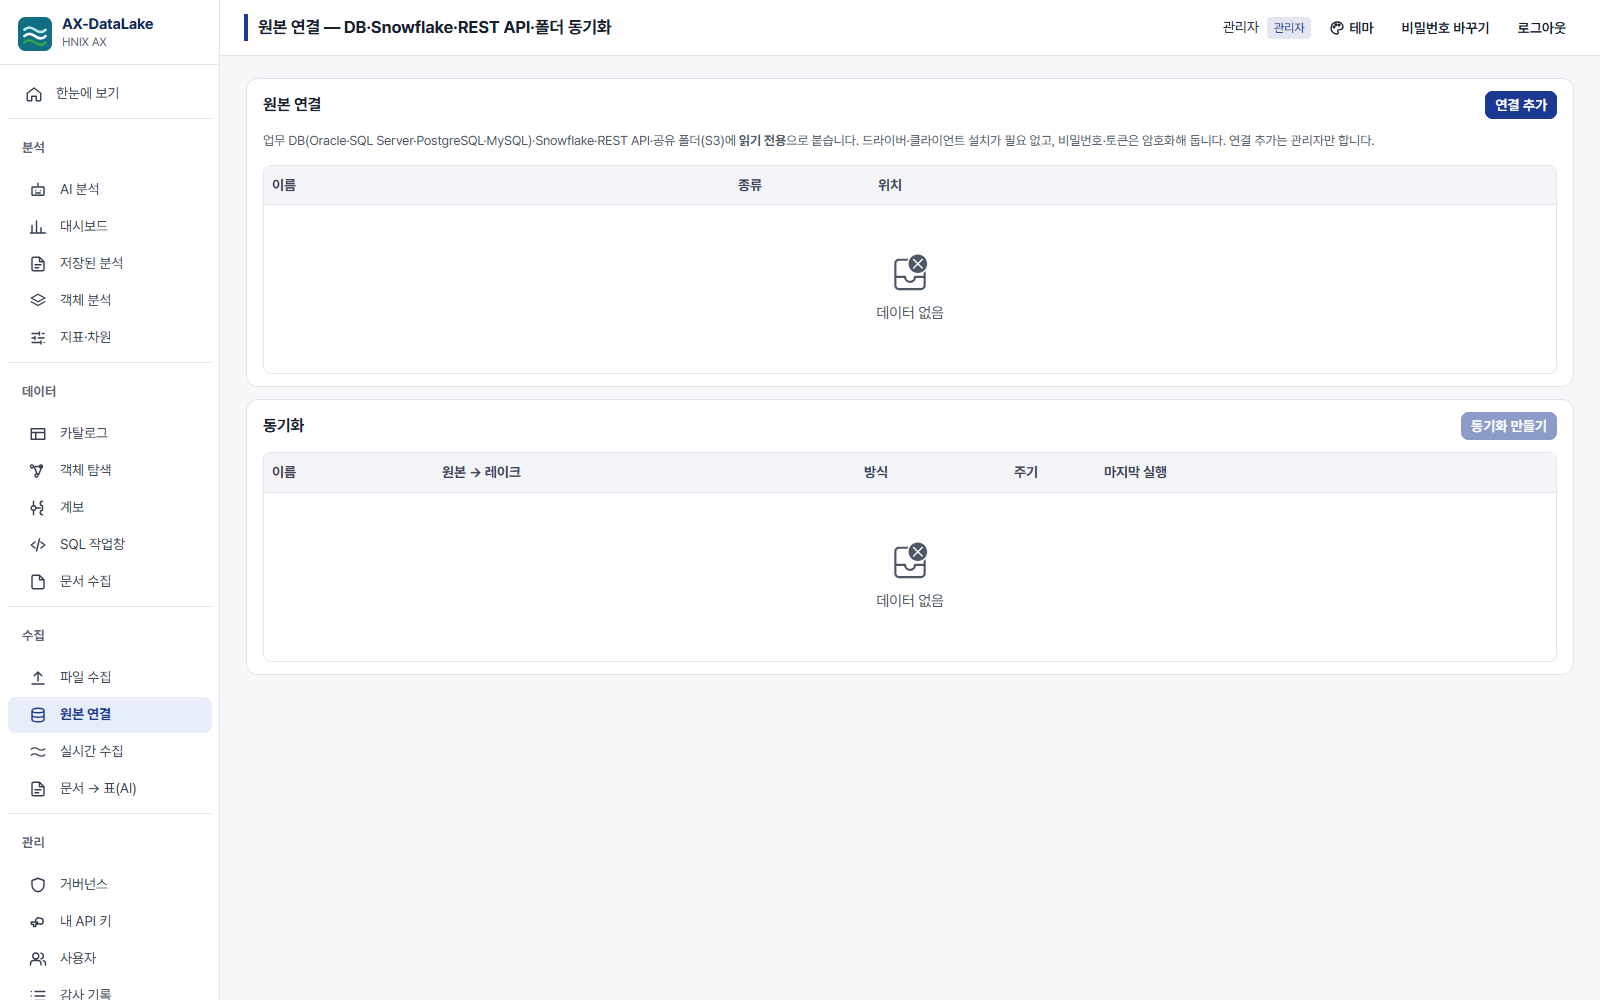 AX-DataLake
HNIX AX
한눈에 보기
분석
AI 분석
대시보드
저장된 분석
객체 분석
지표·차원
데이터
카탈로그
객체 탐색
계보
SQL 작업창
문서 수집
수집
파일 수집
원본 연결
실시간 수집
문서 → 표(AI)
관리
거버넌스
내 API 키
사용자
감사 기록
원본 연결 — DB·Snowflake·REST API·폴더 동기화
관리자 관리자 테마 비밀번호 바꾸기 로그아웃
원본 연결
연결 추가
업무 DB(Oracle·SQL Server·PostgreSQL·MySQL)·Snowflake·REST API·공유 폴더(S3)에 읽기 전용으로 붙습니다. 드라이버·클라이언트 설치가 필요 없고, 비밀번호·토큰은 암호화해 둡니다. 연결 추가는 관리자만 합니다.
이름 종류 위치
데이터 없음
동기화
동기화 만들기
이름 원본 → 레이크 방식 주기 마지막 실행
데이터 없음